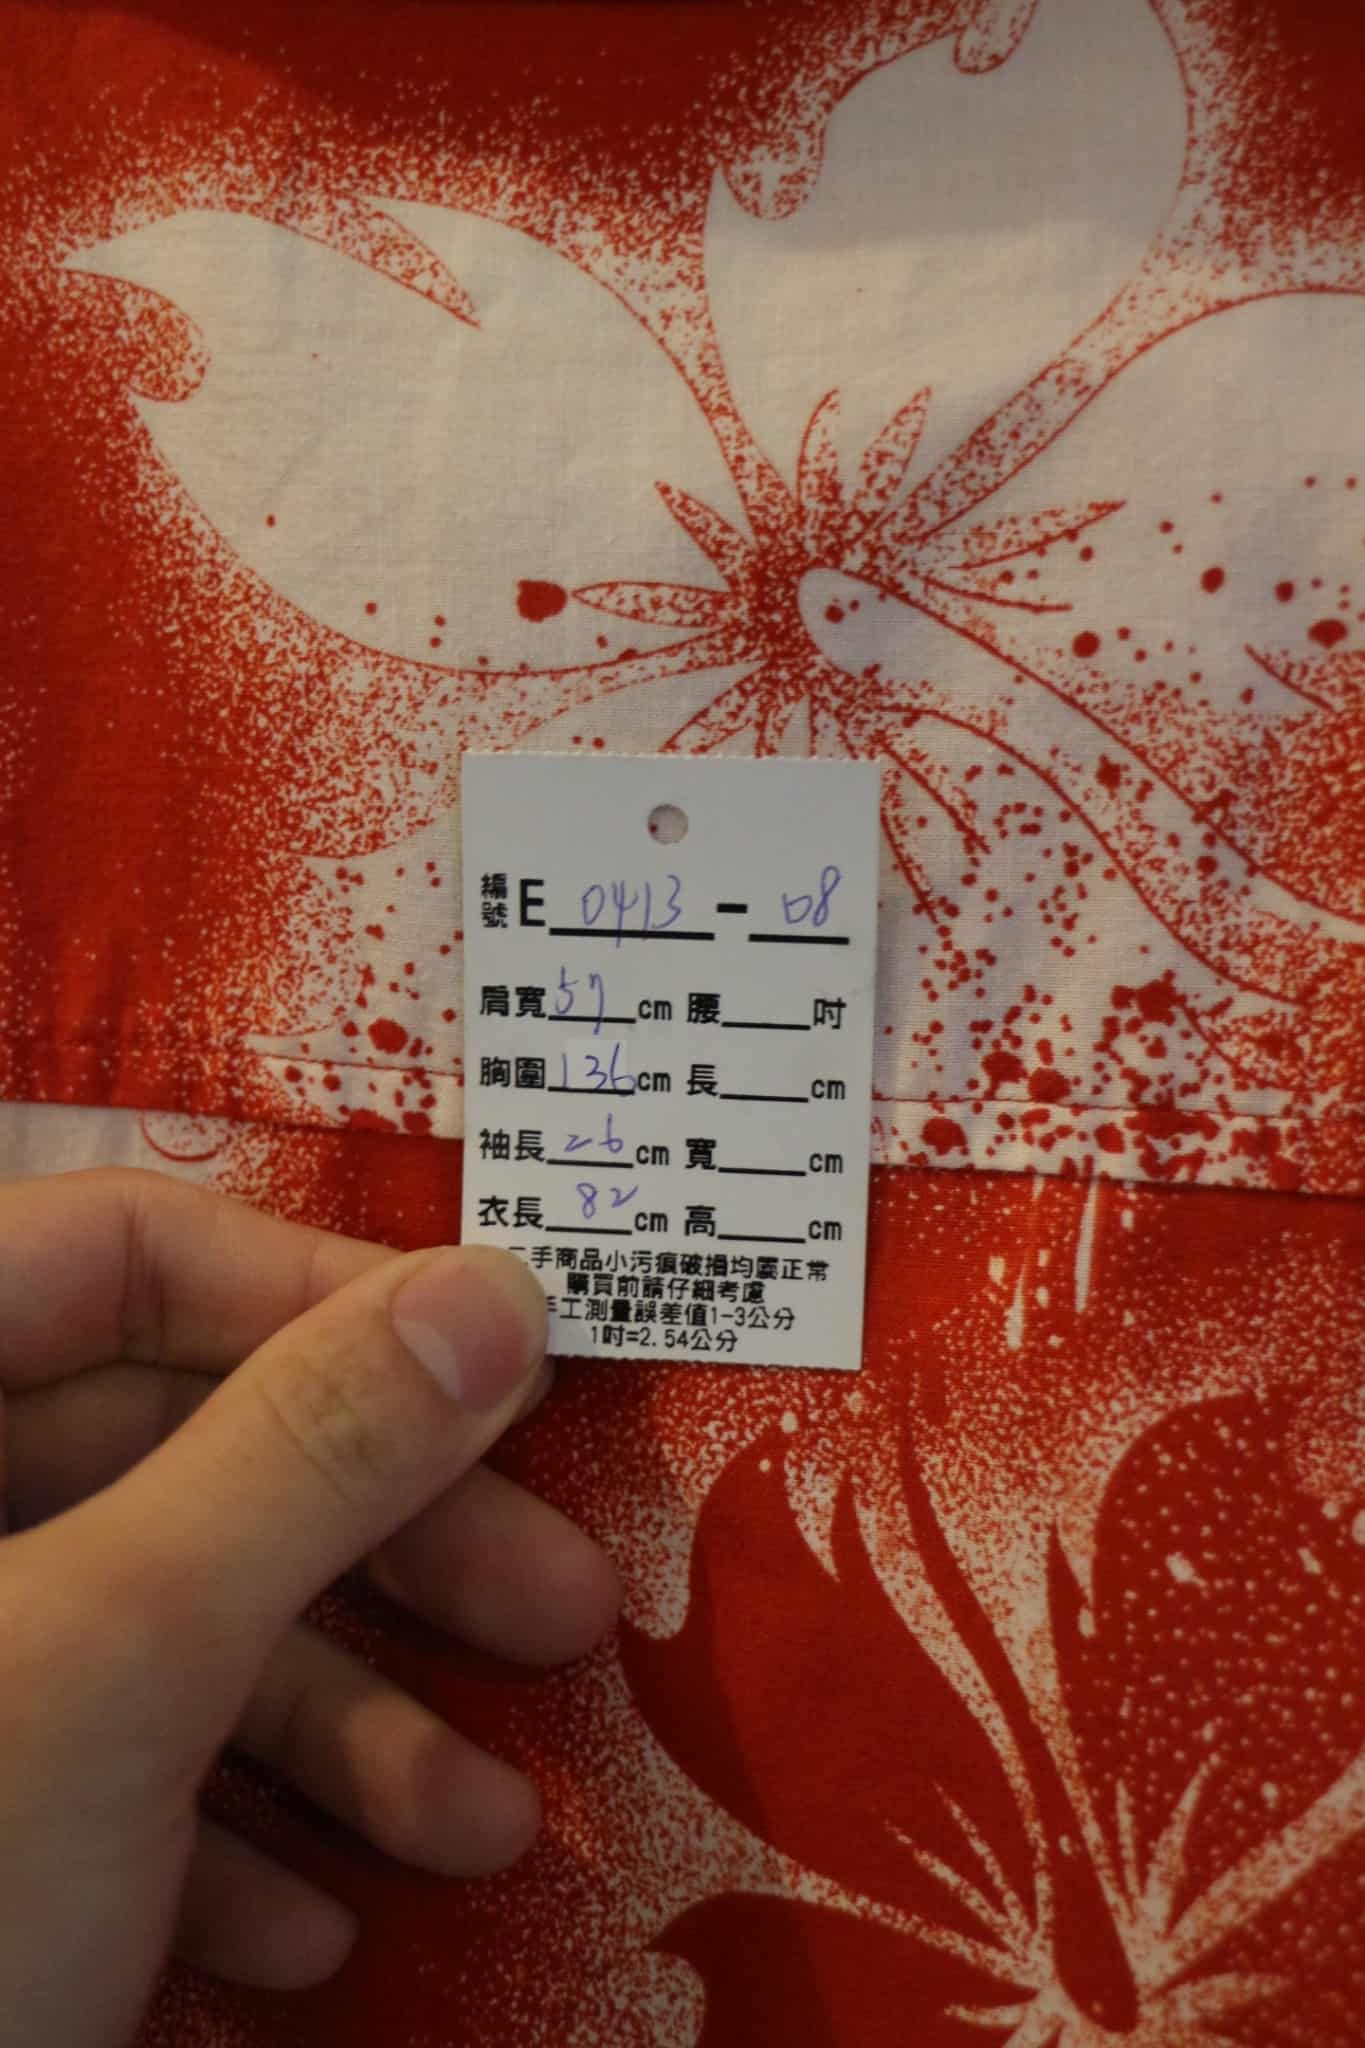 編號 E 0413 - 08
肩寬 57 cm 腰 吋
胸圍 136 cm 長 cm
袖長 26 cm 寬 cm
衣長 82 cm 高 cm
手商品小污痕破損均屬正常
購買前請仔細考慮
手工測量誤差值1-3公分
1吋=2.54公分